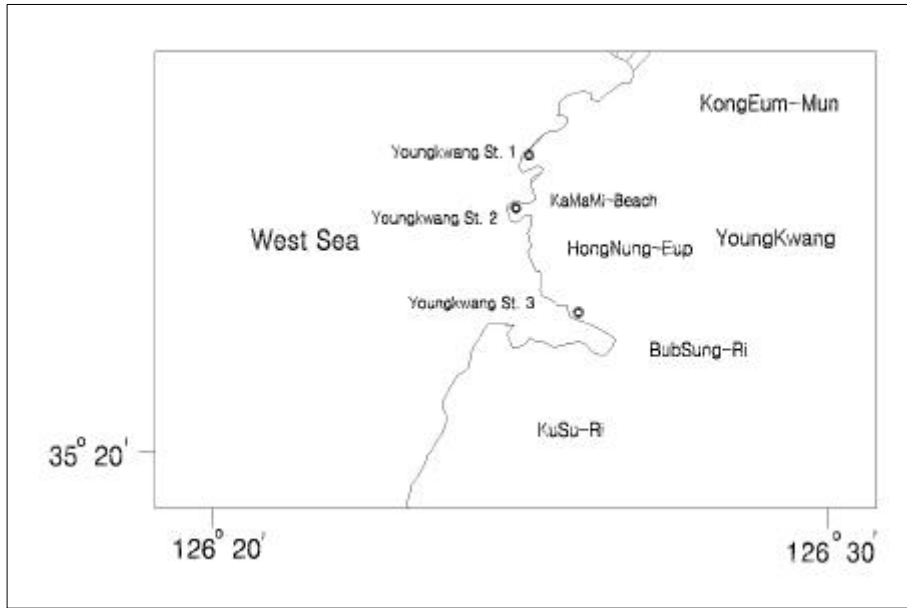 KongEum-Mun
Youngkwang St. 1
KaMaMi-Beach
Youngkwang St. 2
West Sea
YoungKwang
HongNung-Eup
Youngkwang St. 3
BubSung-Ri
KuSu-Ri
35° 20'
126° 20'
126° 30'